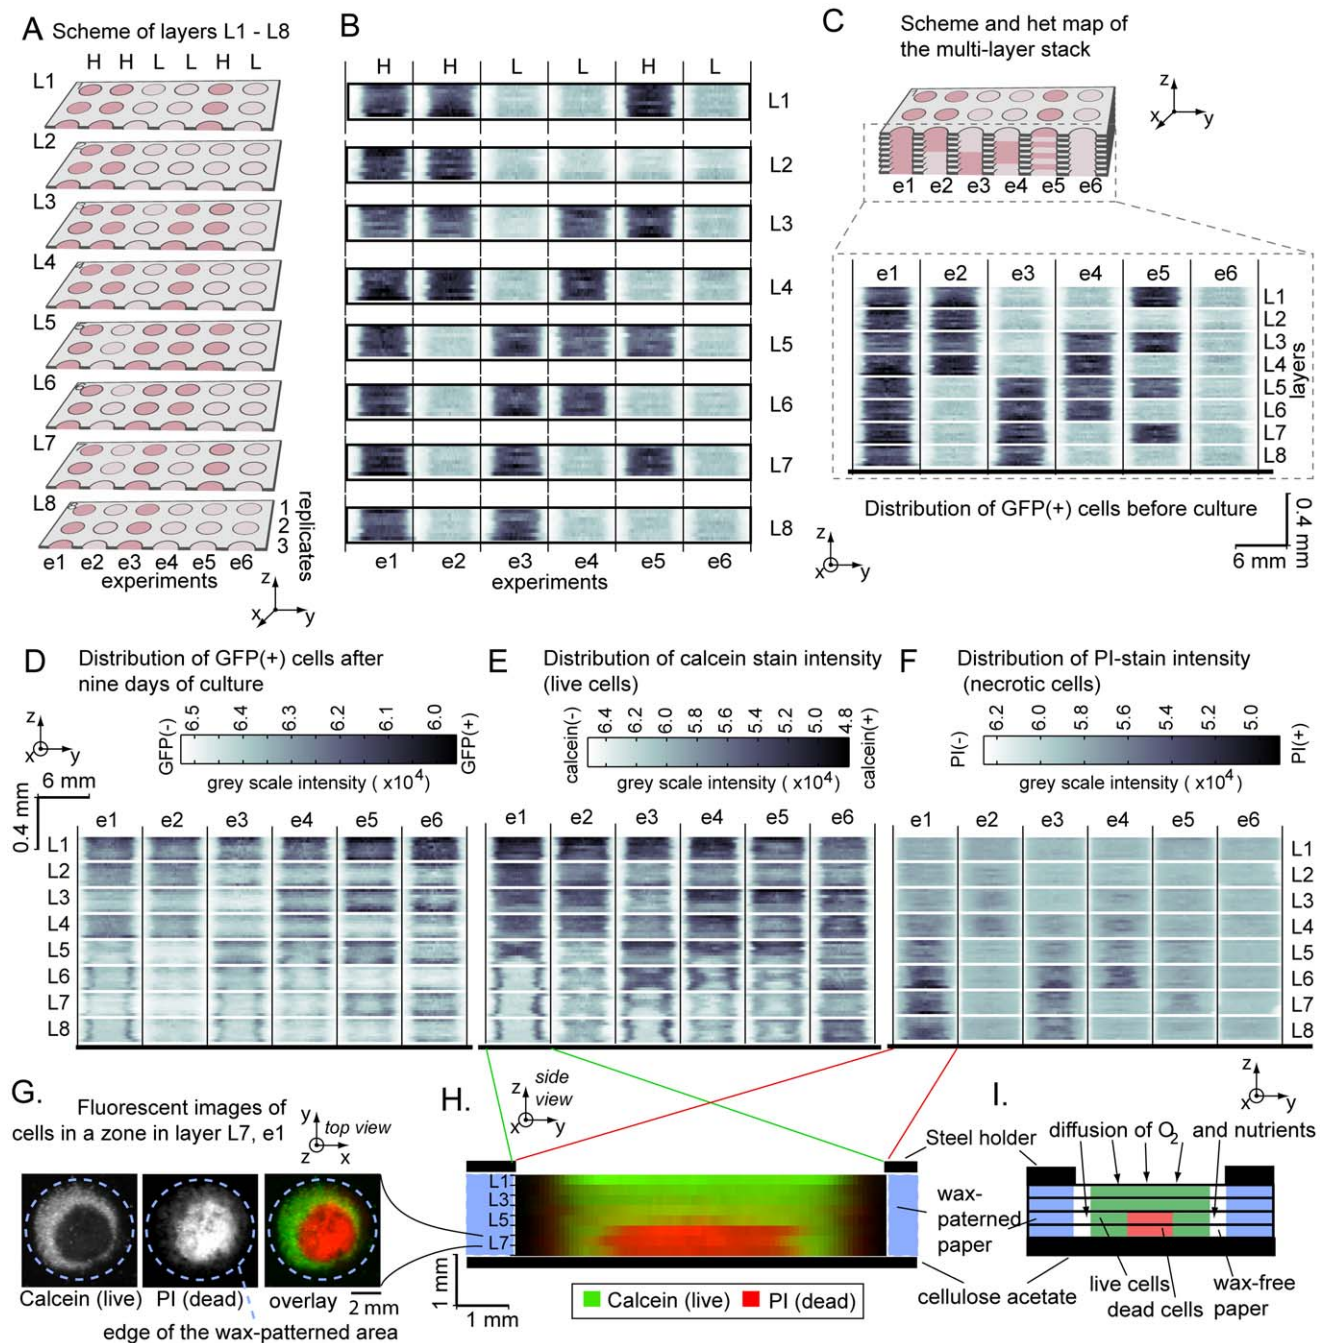 A Scheme of layers L1 - L8
H H L L H L
L1
L2
L3
L4
L5
L6
L7
L8
1
2
3
replicates
e1 e2 e3 e4 e5 e6
experiments
z
x
y
B
H H L L H L
L1
L2
L3
L4
L5
L6
L7
L8
e1 e2 e3 e4 e5 e6
experiments
C Scheme and het map of
the multi-layer stack
z
x
y
e1 e2 e3 e4 e5 e6
e1 e2 e3 e4 e5 e6
L1
L2
L3
L4
L5
L6
L7
L8
layers
Distribution of GFP(+) cells before culture
z
x
y
0.4 mm
6 mm
D Distribution of GFP(+) cells after
nine days of culture
z
x
y
6 mm
0.4 mm
6.5 6.4 6.3 6.2 6.1 6.0
GFP(-)
GFP(+)
grey scale intensity ( x10⁴)
e1 e2 e3 e4 e5 e6
L1
L2
L3
L4
L5
L6
L7
L8
E Distribution of calcein stain intensity
(live cells)
6.4 6.2 6.0 5.8 5.6 5.4 5.2 5.0 4.8
calcein(-)
calcein(+)
grey scale intensity ( x10⁴)
e1 e2 e3 e4 e5 e6
F Distribution of PI-stain intensity
(necrotic cells)
6.2 6.0 5.8 5.6 5.4 5.2 5.0
PI(-)
PI(+)
grey scale intensity ( x10⁴)
e1 e2 e3 e4 e5 e6
L1
L2
L3
L4
L5
L6
L7
L8
G.
Fluorescent images of
cells in a zone in layer L7, e1
y
top view
z
x
Calcein (live) PI (dead) overlay
2 mm
edge of the wax-patterned area
H.
z
side
view
x
y
L1
L3
L5
L7
1 mm
1 mm
Calcein (live) PI (dead)
I.
z
x
y
Steel holder
diffusion of O₂ and nutrients
wax-
paterned
paper
cellulose acetate
live cells
dead cells
wax-free
paper